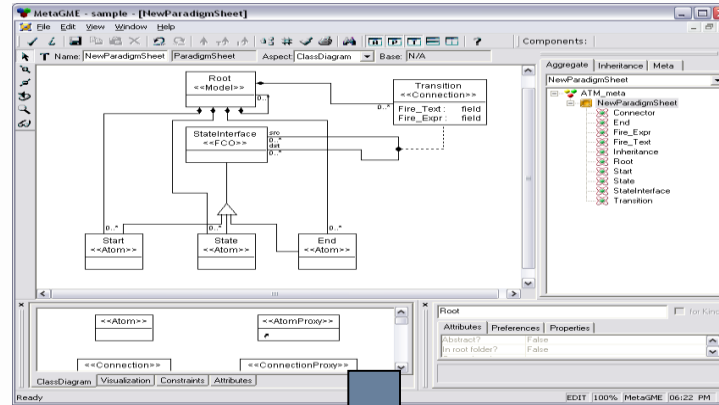 MetaGME - sample - [NewParadigmSheet]
File Edit View Window Help
Components:
Name: NewParadigmSheet ParadigmSheet Aspect: ClassDiagram Base: N/A
Root
<<Model>>
0..*
Transition
<<Connection>>
0..*
Fire_Text : field
Fire_Expr : field
StateInterface
<<FCO>>
src
0..*
dst
0..*
0..*
0..*
0..*
Start
<<Atom>>
State
<<Atom>>
End
<<Atom>>
Aggregate Inheritance Meta
NewParadigmSheet
ATM_meta
NewParadigmSheet
Connector
End
Fire_Expr
Fire_Text
Inheritance
Root
Start
State
StateInterface
Transition
<<Atom>>
<<AtomProxy>>
<<Connection>>
<<ConnectionProxy>>
ClassDiagram Visualization Constraints Attributes
Root
for Kind
Attributes Preferences Properties
Abstract? False
In root folder? False
Ready
EDIT 100% MetaGME 06:22 PM